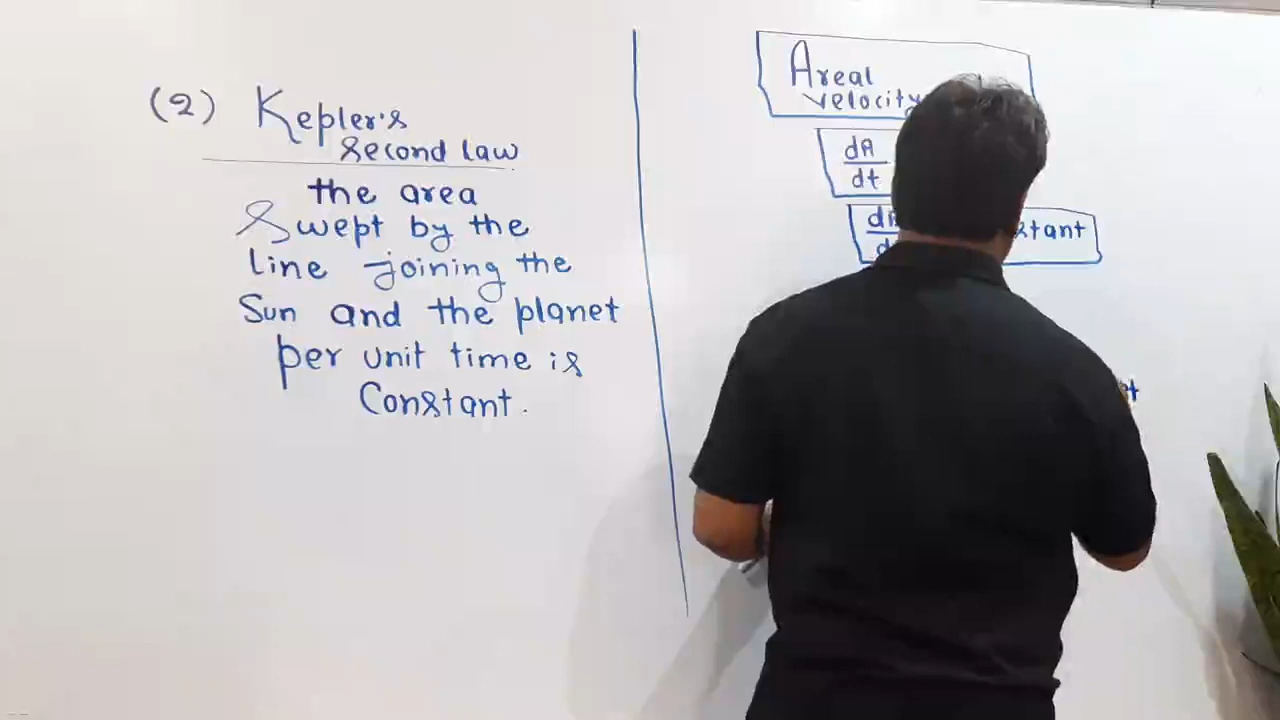 (2) Kepler's
second law
the area
swept by the
line joining the
Sun and the planet
per unit time is
Constant.
Areal
velocity
dA
dt